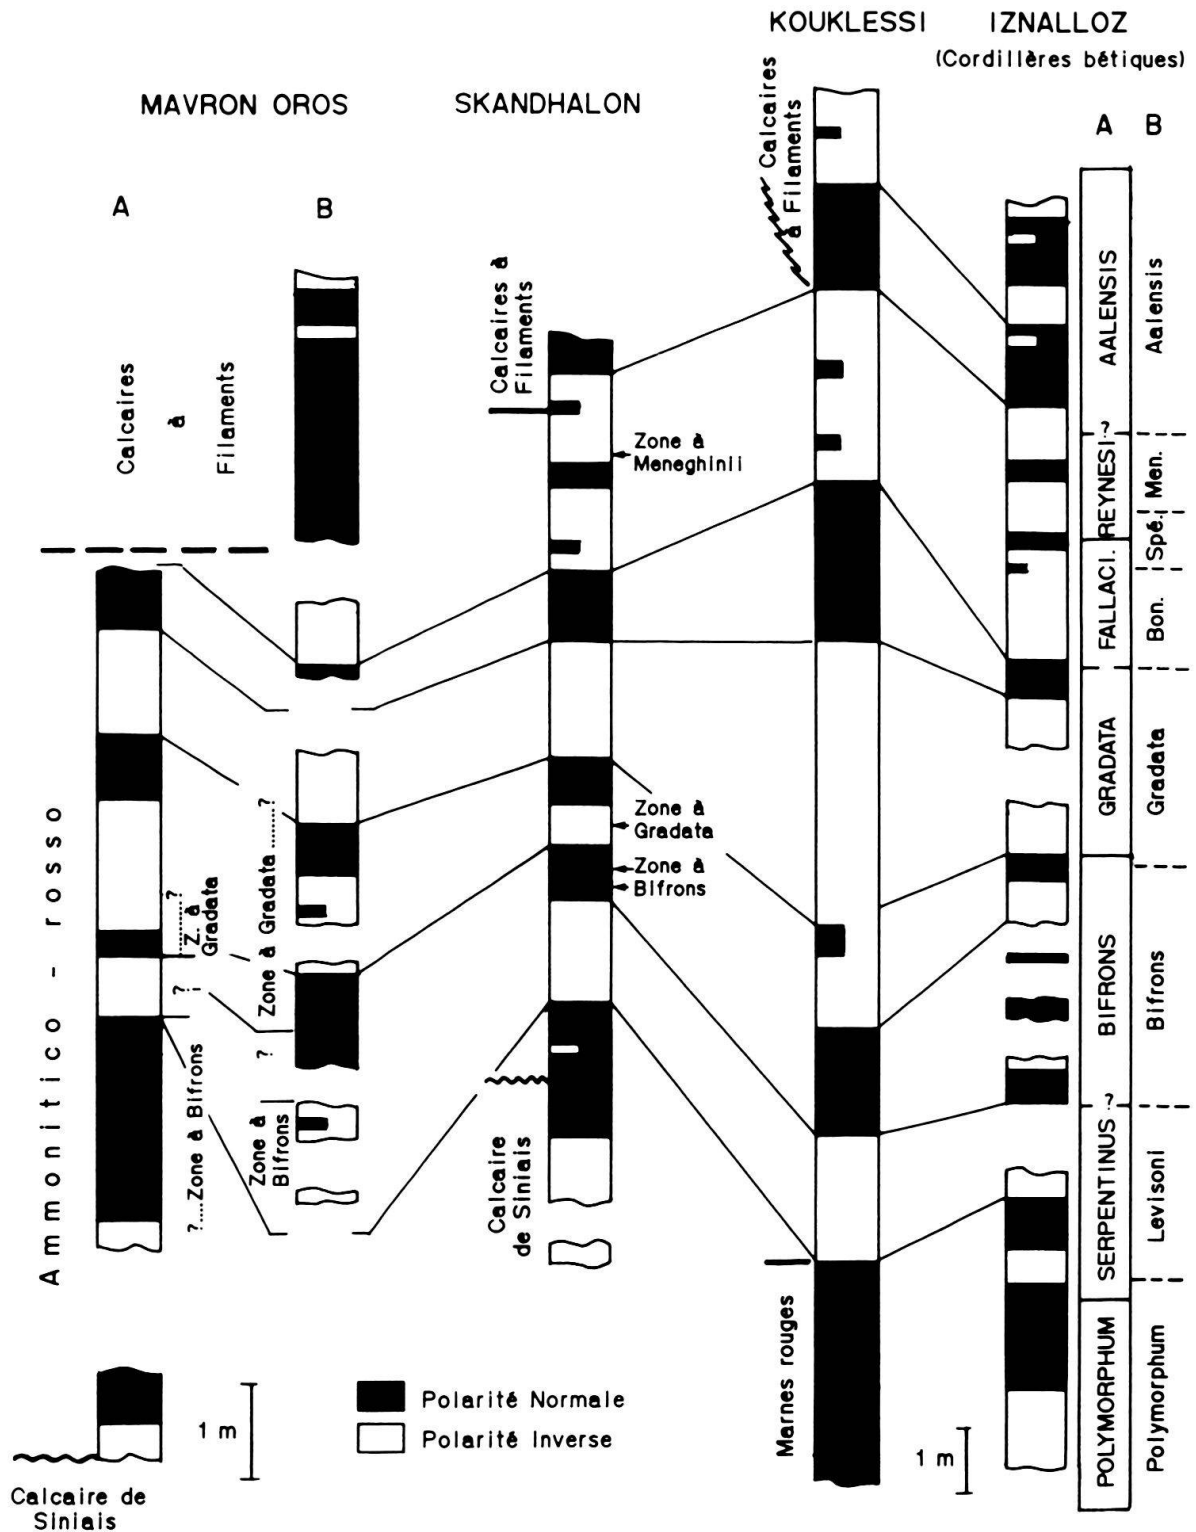 KOUKLESSI
IZNALLOZ
(Cordillères bétiques)
MAVRON OROS
SKANDHALON
A
B
A
B
Calcaires
à
Filaments
Calcaires à
Filaments
Calcaires
à Filaments
Zone à
Meneghinii
Zone à
Gradata
Zone à
Bifrons
Ammonitico - rosso
?
Z. à
Gradata
?
?....Zone à Bifrons
Zone à Gradata ......?
?
Zone à
Bifrons
Calcaire
de Siniais
Marnes rouges
AALENSIS
?
REYNESI
FALLACI.
GRADATA
BIFRONS
?
SERPENTINUS
POLYMORPHUM
Aalensis
Men.
Spé.
Bon.
Gradata
Bifrons
Levisoni
Polymorphum
1 m
Polarité Normale
Polarité Inverse
1 m
Calcaire de
Siniais